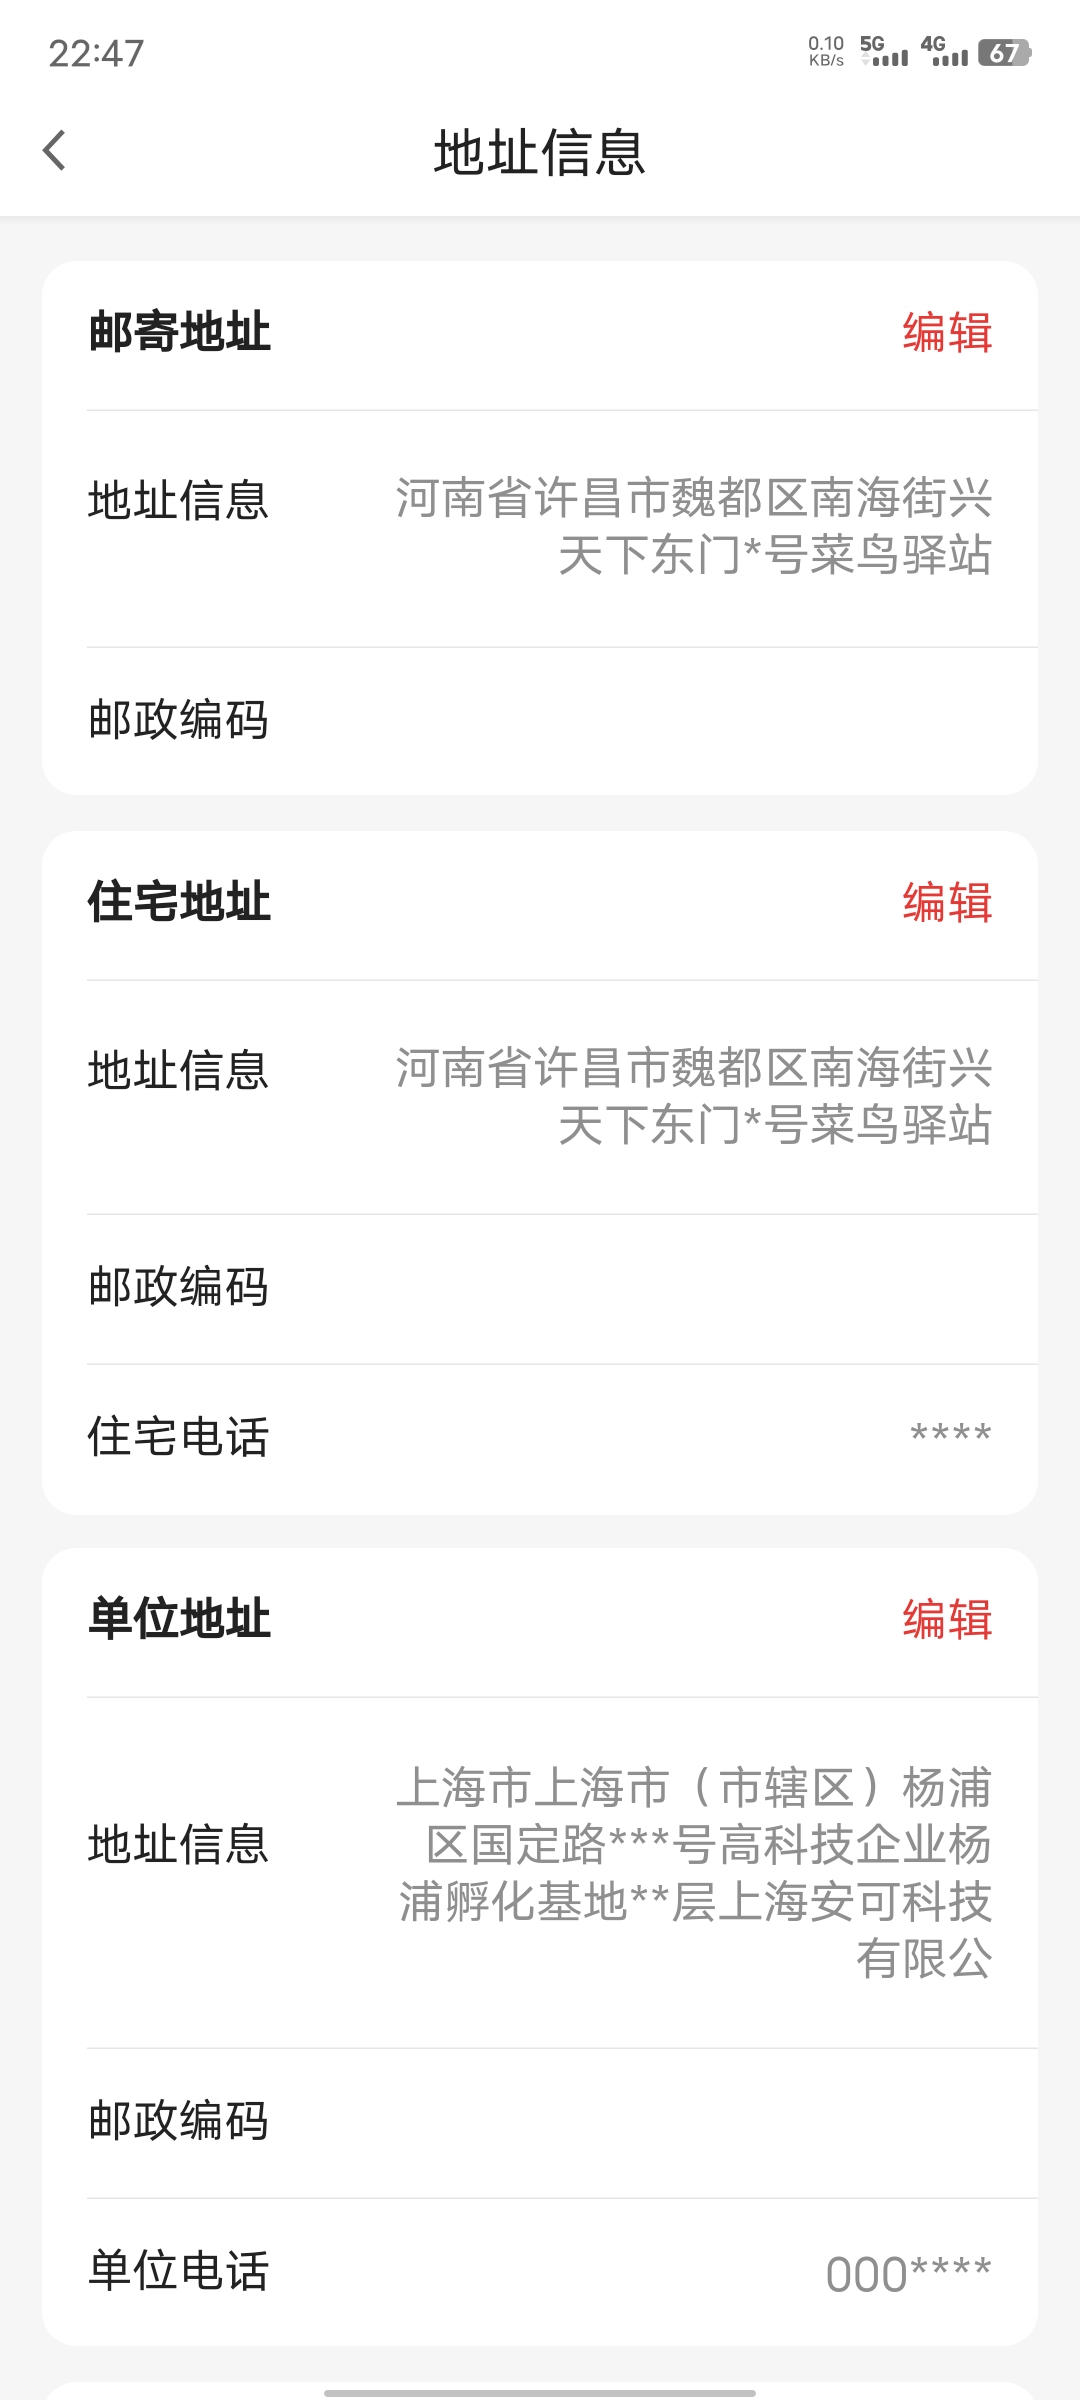 22:47
0.10
KB/s
5G
4G
67
地址信息
邮寄地址
编辑
地址信息
河南省许昌市魏都区南海街兴
天下东门*号菜鸟驿站
邮政编码
住宅地址
编辑
地址信息
河南省许昌市魏都区南海街兴
天下东门*号菜鸟驿站
邮政编码
住宅电话
****
单位地址
编辑
地址信息
上海市上海市（市辖区）杨浦
区国定路***号高科技企业杨
浦孵化基地**层上海安可科技
有限公
邮政编码
单位电话
000****